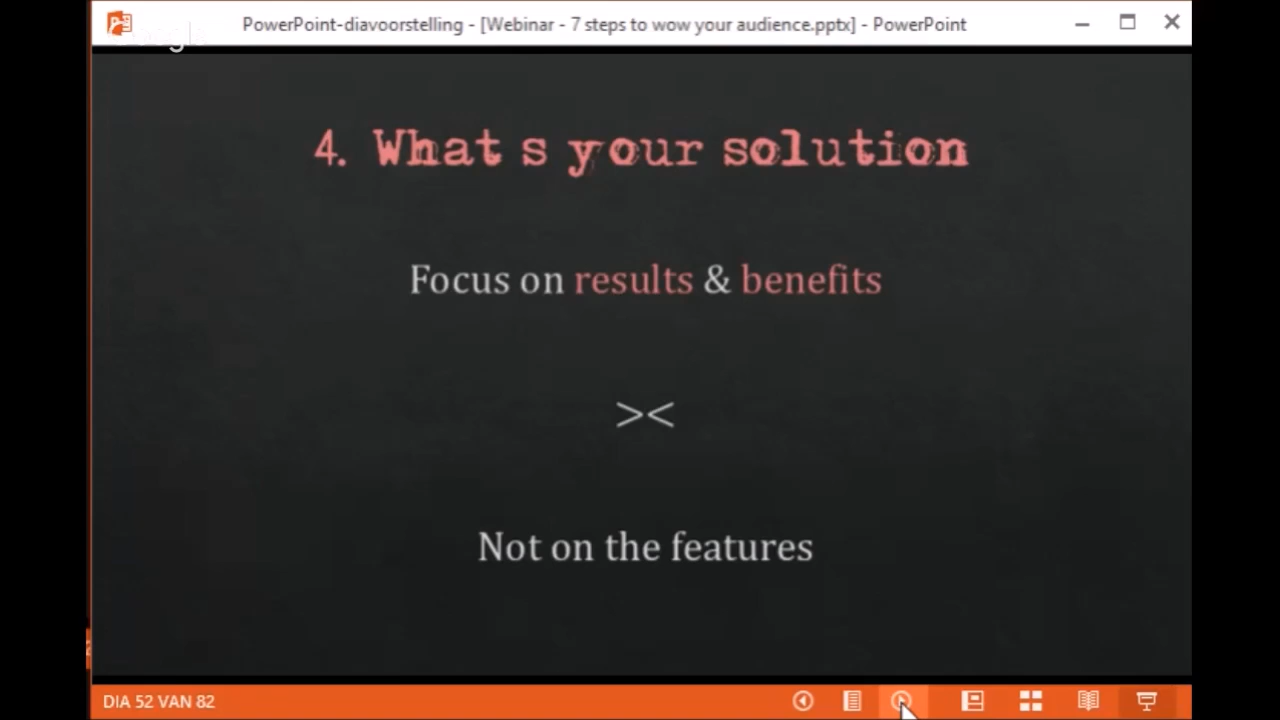 PowerPoint-diavoorstelling - [Webinar - 7 steps to wow your audience.pptx] - PowerPoint
4. What s your solution
Focus on results & benefits
><
Not on the features
DIA 52 VAN 82